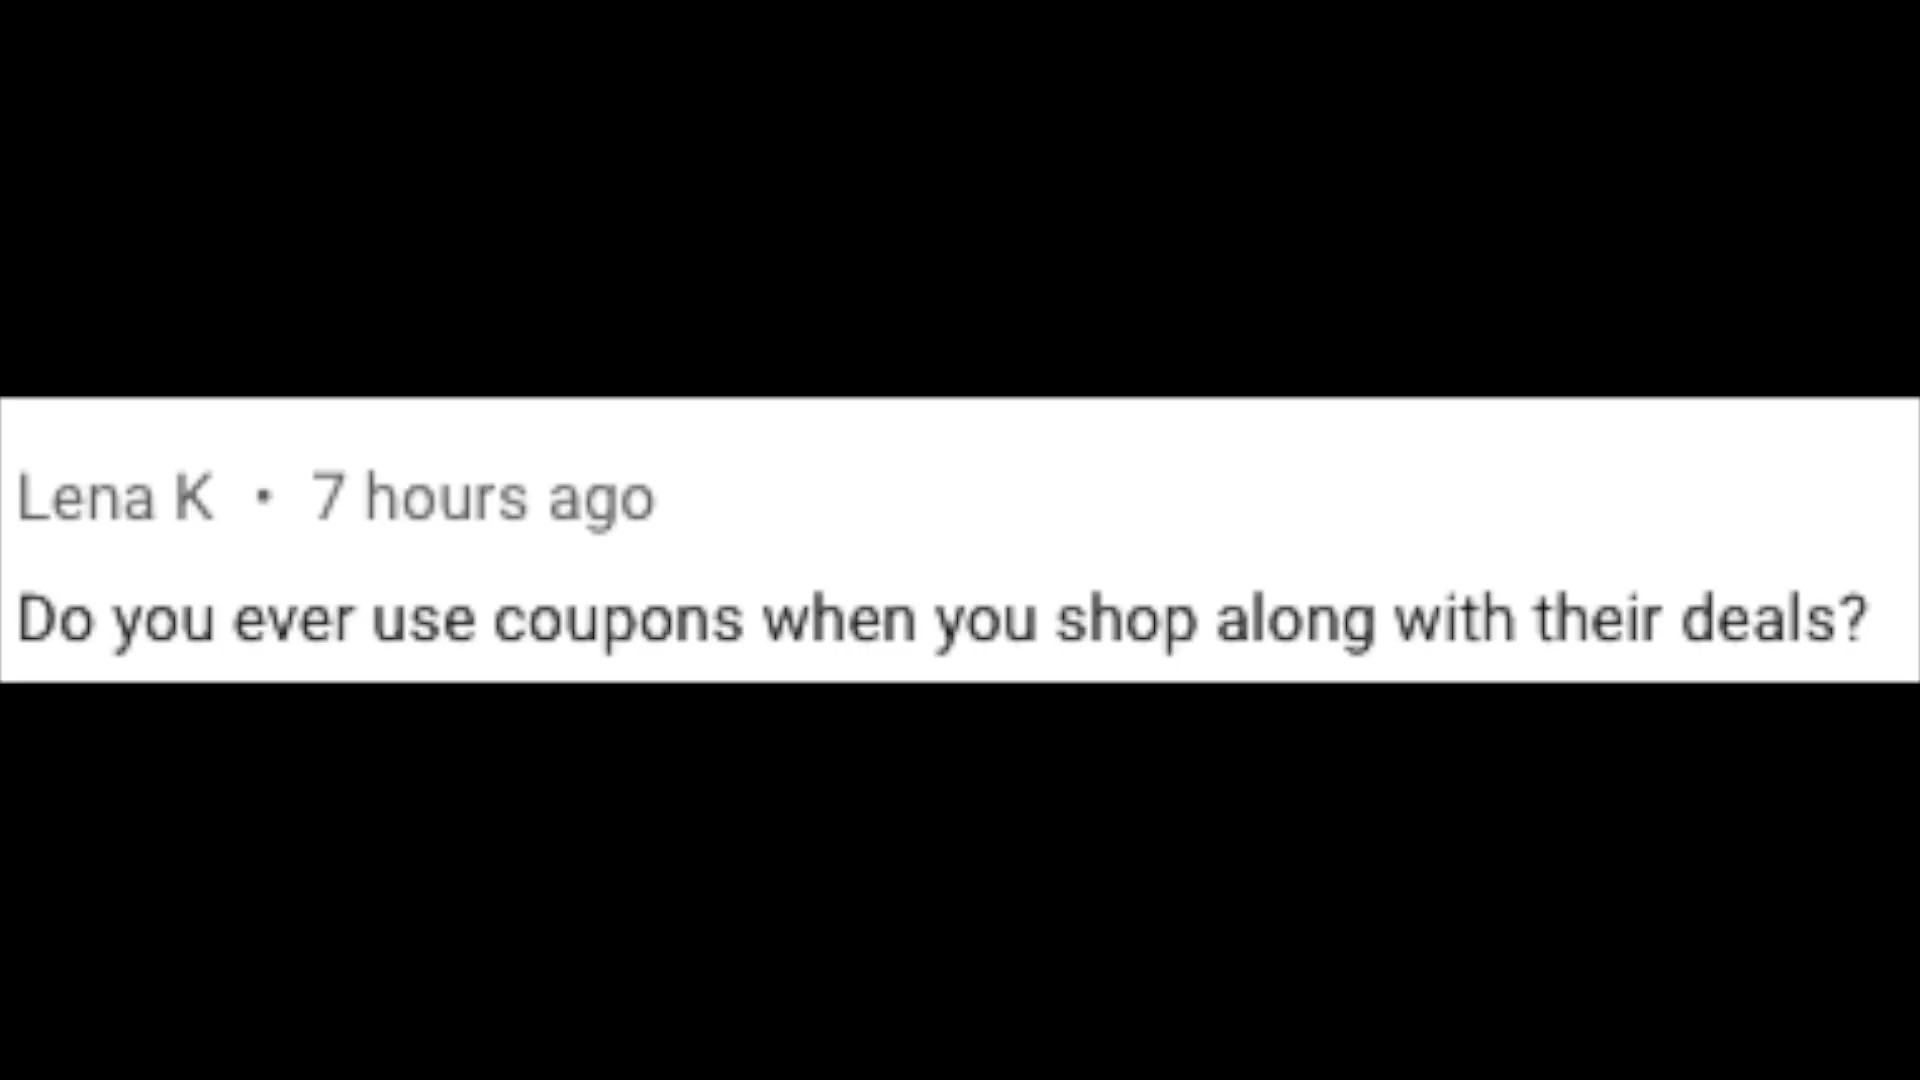 Lena K • 7 hours ago
Do you ever use coupons when you shop along with their deals?